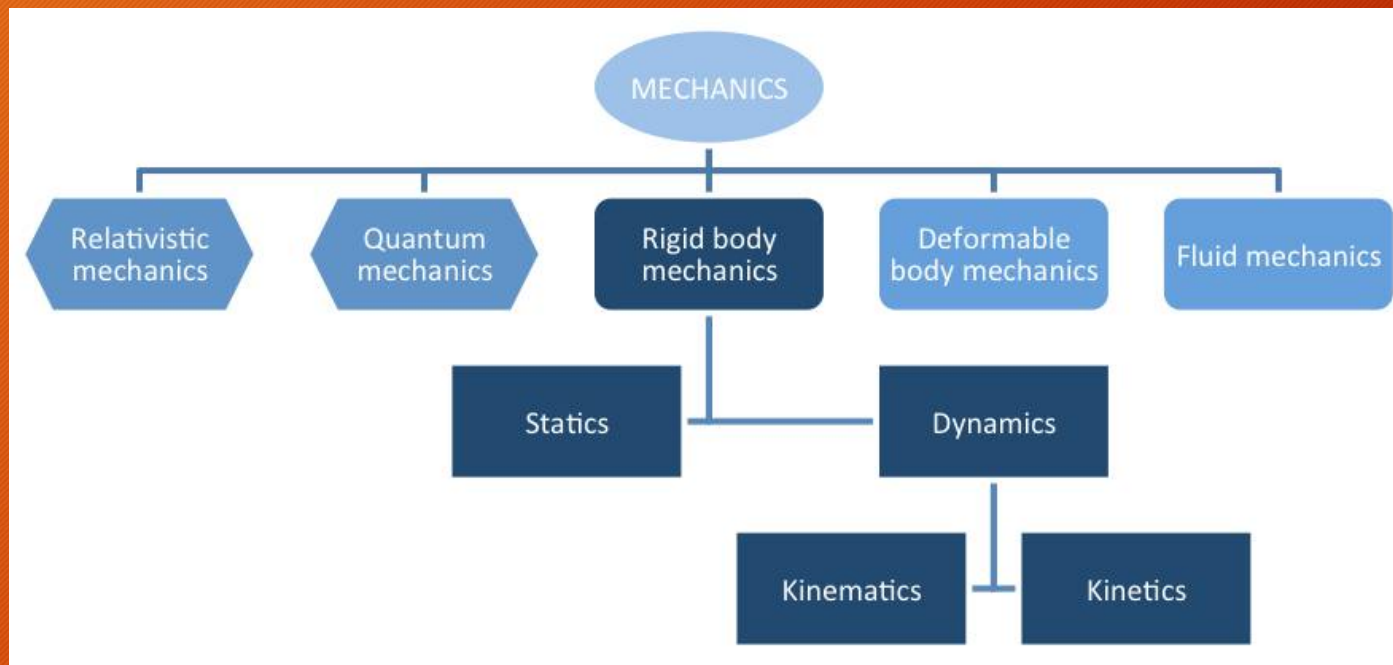 MECHANICS
Relativistic
mechanics
Quantum
mechanics
Rigid body
mechanics
Deformable
body mechanics
Fluid mechanics
Statics
Dynamics
Kinematics
Kinetics